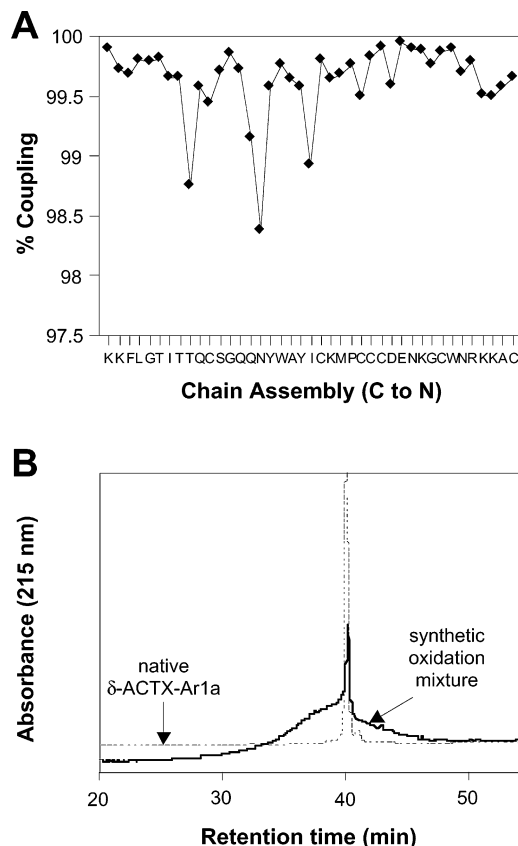 A
100
99.5
99
98.5
98
97.5
% Coupling
KKFLGTITTQCSGQQNYWAYICKMPCCCDENKGCWNRKKAC
Chain Assembly (C to N)
B
Absorbance (215 nm)
native
δ-ACTX-Ar1a
synthetic
oxidation
mixture
20
30
40
50
Retention time (min)